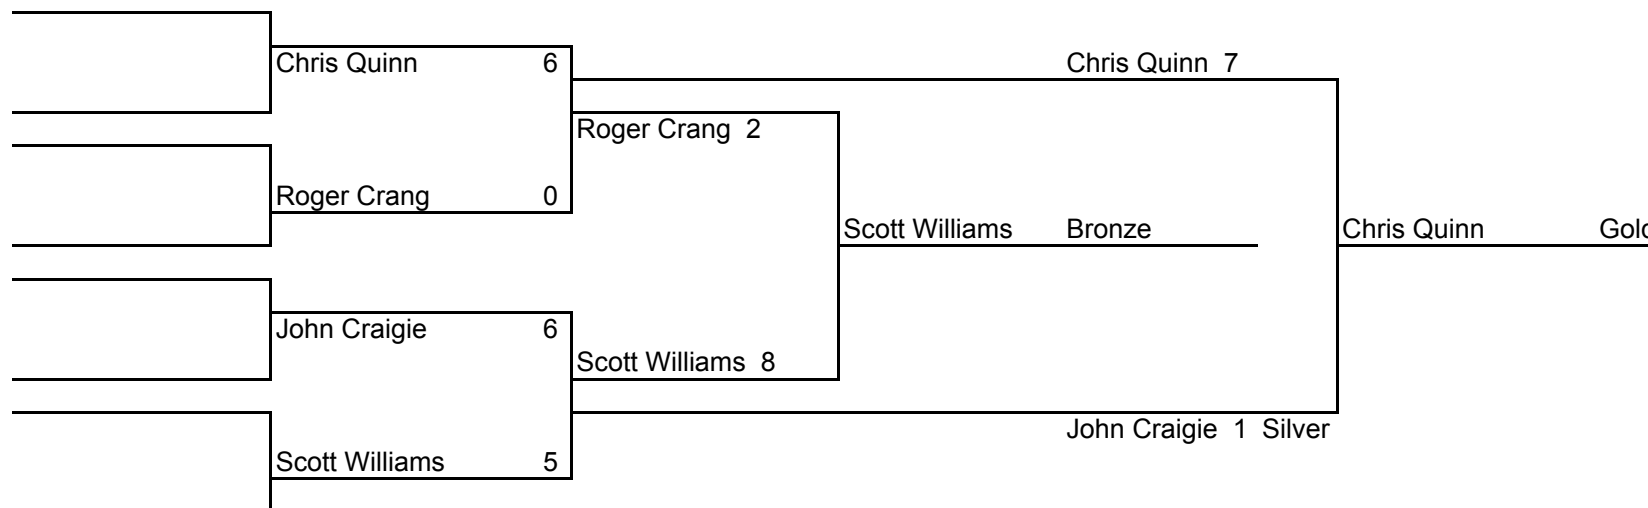 Chris Quinn 6
Chris Quinn 7
Roger Crang 2
Roger Crang 0
Scott Williams Bronze
Chris Quinn
John Craigie 6
Scott Williams 8
John Craigie 1 Silver
Scott Williams 5